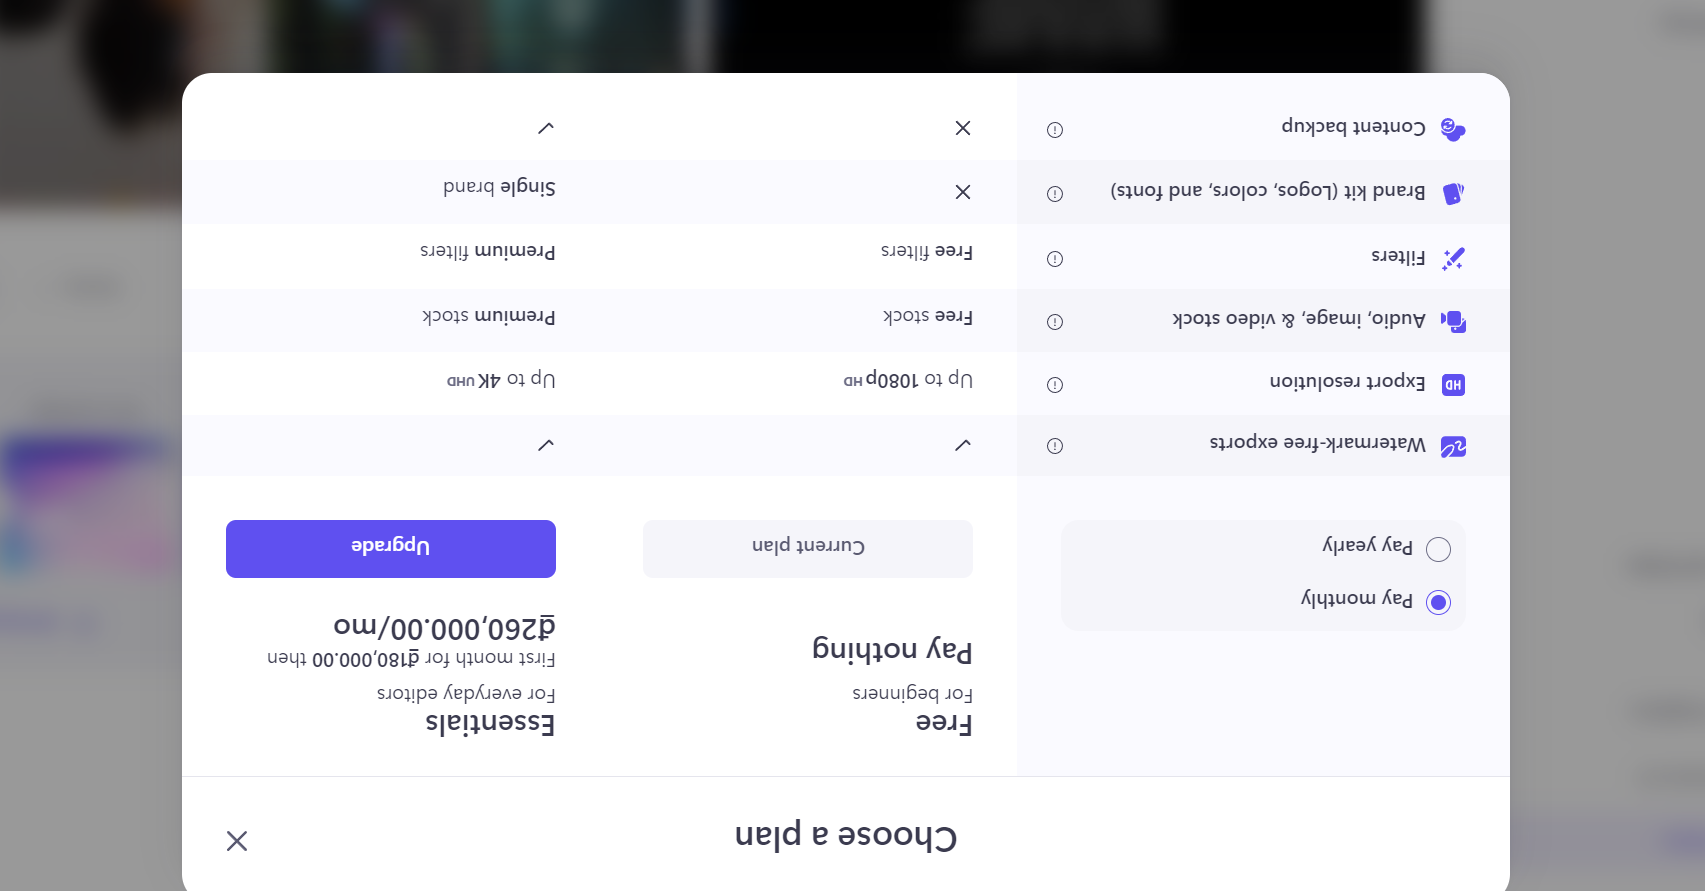 Choose a plan
Free
For beginners
Pay nothing
Essentials
For everyday editors
First month for ₫180,000.00 then
₫260,000.00/mo
Pay monthly
Pay yearly
Current plan
Upgrade
Watermark-free exports
Export resolution
Up to 1080p HD
Up to 4K UHD
Audio, image, & video stock
Free stock
Premium stock
Filters
Free filters
Premium filters
Brand kit (Logos, colors, and fonts)
Single brand
Content backup